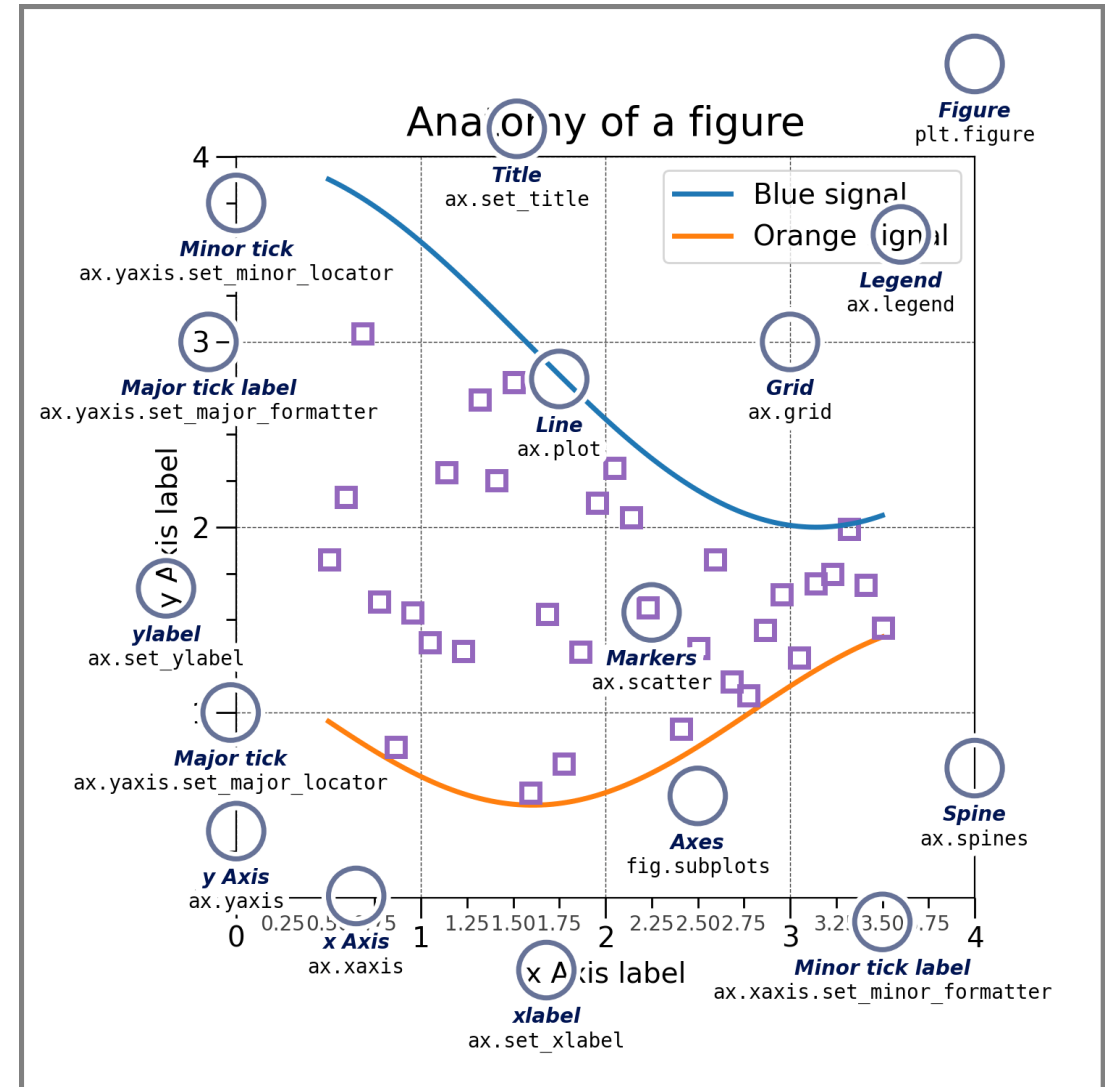 Figure
plt.figure
Anatomy of a figure
Title
ax.set_title
4
Blue signal
Orange signal
Legend
ax.legend
Minor tick
ax.yaxis.set_minor_locator
3
Major tick label
ax.yaxis.set_major_formatter
Grid
ax.grid
Line
ax.plot
y Axis label
2
ylabel
ax.set_ylabel
Markers
ax.scatter
Major tick
ax.yaxis.set_major_locator
Axes
fig.subplots
Spine
ax.spines
y Axis
ax.yaxis
0.25 1.25 1.50 1.75 2.25 2.50 2.75 3.50
0 1 2 3 4
x Axis
ax.xaxis
Minor tick label
ax.xaxis.set_minor_formatter
x Axis label
xlabel
ax.set_xlabel